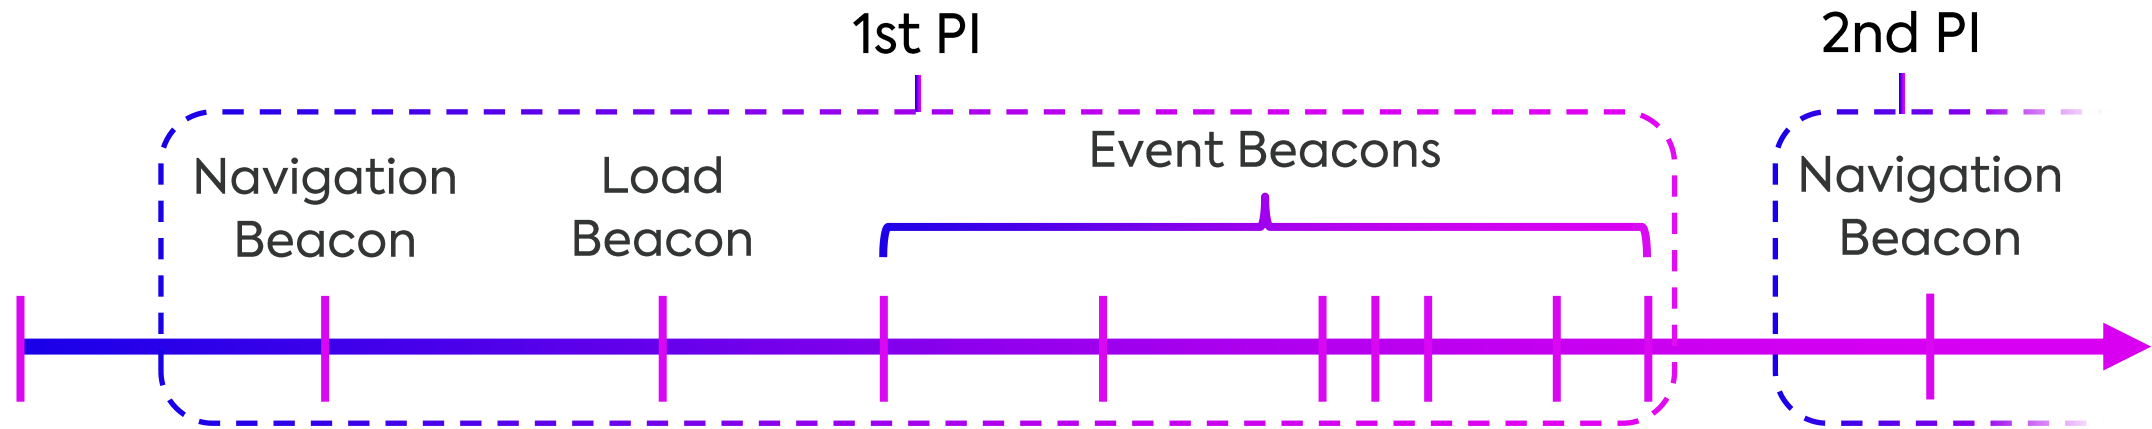 1st PI
2nd PI
Navigation
Beacon
Load
Beacon
Event Beacons
Navigation
Beacon